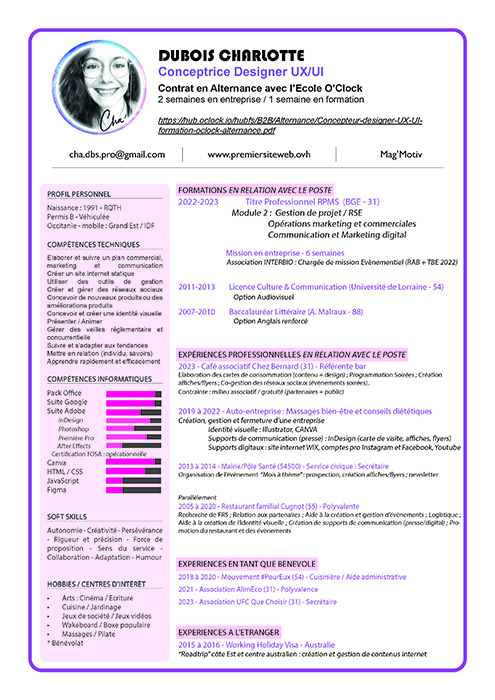 DUBOIS CHARLOTTE
Conceptrice Designer UX/UI
Contrat en Alternance avec l'Ecole O'Clock
2 semaines en entreprise / 1 semaine en formation
https://hub.oclock.io/hubfs/B2B/Alternance/Concepteur-designer-UX-UI-
formation-oclock-alternance.pdf
Cha.
cha.dbs.pro@gmail.com
www.premiersiteweb.ovh
Mag'Motiv
PROFIL PERSONNEL
Naissance : 1991 - RQTH
Permis B - Véhiculée
Occitanie - mobile : Grand Est / IDF
COMPÉTENCES TECHNIQUES
Elaborer et suivre un plan commercial,
marketing et communication
Créer un site internet statique
Utiliser des outils de gestion
Créer et gérer des réseaux sociaux
Concevoir de nouveaux produits ou des
améliorations produits.
Concevoir et créer une identité visuelle
Présenter / Animer
Gérer des veilles réglementaire et
concurentielle
Suivre et s'adapter aux tendances
Mettre en relation (individu, savoirs)
Apprendre rapidement et efficacement
COMPÉTENCES INFORMATIQUES
Pack Office
Suite Google
Suite Adobe
InDesign
Photoshop
Première Pro
After Effects
Certification TOSA : opérationnelle
Canva
HTML / CSS
JavaScript
Figma
SOFT SKILLS
Autonomie - Créativité - Persévérance
- Rigueur et précision - Force de
proposition - Sens du service -
Collaboration - Adaptation - Humour
HOBBIES / CENTRES D'INTERÊT
• Arts : Cinéma / Ecriture
• Cuisine / Jardinage
• Jeux de société / Jeux vidéos
• Wakeboard / Boxe populaire
• Massages / Pilate
* Bénévolat
FORMATIONS EN RELATION AVEC LE POSTE
2022-2023 Titre Professionnel RPMS (BGE - 31)
Module 2 : Gestion de projet / RSE
Opérations marketing et commerciales
Communication et Marketing digital
Mission en entreprise - 6 semaines
Association INTERBIO : Chargée de mission Evènementiel (RAB + TBE 2022)
2011-2013 Licence Culture & Communication (Université de Lorraine - 54)
Option Audiovisuel
2007-2010 Baccalauréat Littéraire (A. Malraux - 88)
Option Anglais renforcé
EXPÉRIENCES PROFESSIONNELLES EN RELATION AVEC LE POSTE
2023 - Café associatif Chez Bernard (31) - Référente bar
Elaboration des cartes de consommation (contenu + design) ; Programmation Soirées ; Création
affiches/flyers ; Co-gestion des réseaux sociaux (évènements soirées)..
Contrainte : milieu associatif / gratuité (partenaires + public)
2019 à 2022 - Auto-entreprise : Massages bien-être et conseils diététiques
Création, gestion et fermeture d'une entreprise
Identité visuelle : Illustrator, CANVA
Supports de communication (presse) : InDesign (carte de visite, affiches, flyers)
Supports digitaux : site internet WIX, comptes pro Instagram et Facebook, Youtube
2013 à 2014 - Mairie/Pôle Santé (54500) - Service civique : Secrétaire
Organisation de l'évènement "Mois à thème" : prospection, création affiches/flyers ; newsletter
Parallèlement
2005 à 2020 - Restaurant familial Cugnot (55) - Polyvalente
Recherche de FRS ; Relation aux partenaires ; Aide à la création et gestion d'évènements ; Logistique ;
Aide à la création de l'identité visuelle ; Création de supports de communication (presse/digital) ; Pro-
motion du restaurant et des évènements
EXPERIENCES EN TANT QUE BENEVOLE
2018 à 2020 - Mouvement #PourEux (54) - Cuisinière / Aide administrative
2021 - Association AlimEco (31) - Polyvalente
2023 - Association UFC Que Choisir (31) - Secrétaire
EXPERIENCES A L'ETRANGER
2015 à 2016 - Working Holiday Visa - Australie
"Roadtrip" côte Est et centre australien : création et gestion de contenus internet